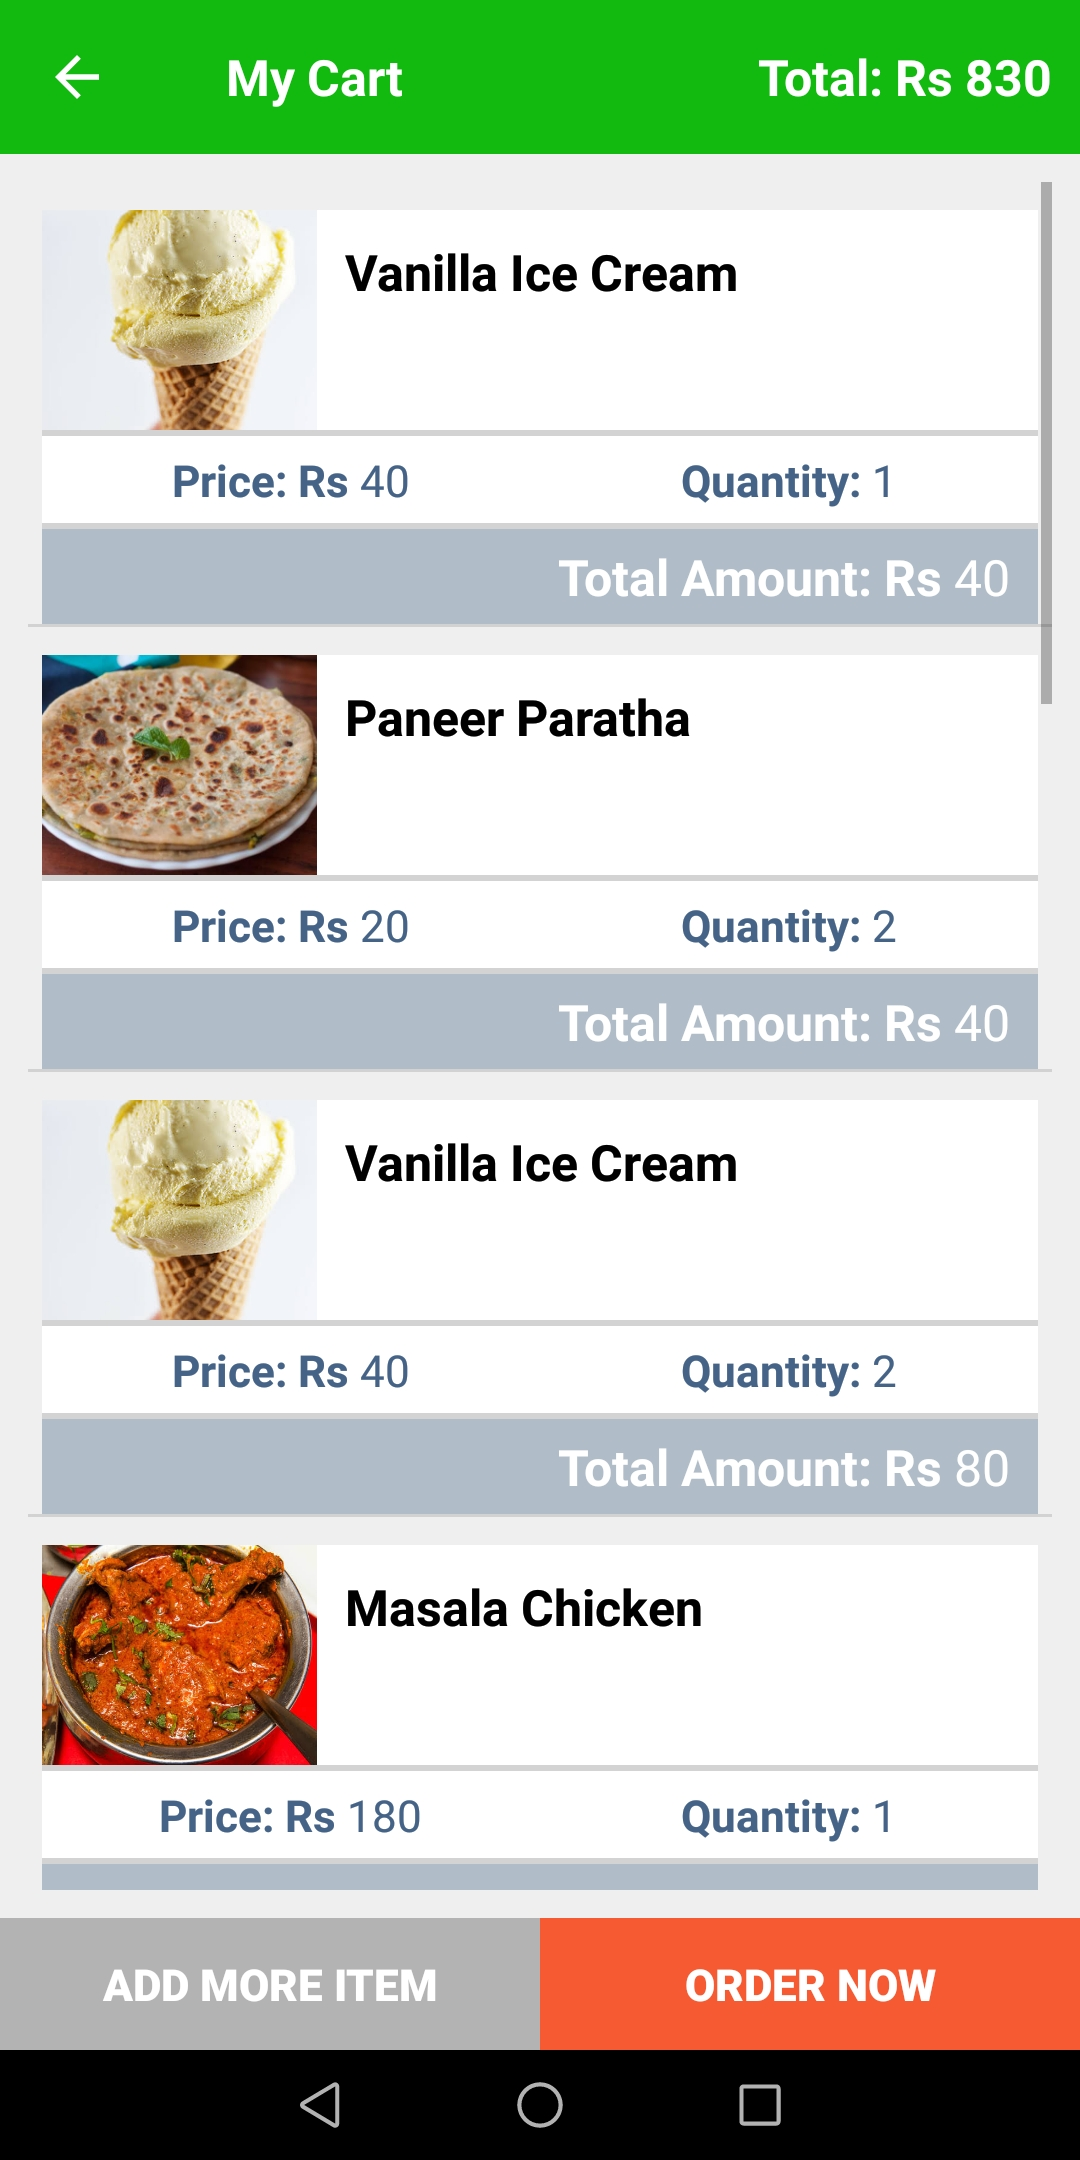 My Cart Total: Rs 830
Vanilla Ice Cream
Price: Rs 40 Quantity: 1
Total Amount: Rs 40
Paneer Paratha
Price: Rs 20 Quantity: 2
Total Amount: Rs 40
Vanilla Ice Cream
Price: Rs 40 Quantity: 2
Total Amount: Rs 80
Masala Chicken
Price: Rs 180 Quantity: 1
ADD MORE ITEM ORDER NOW